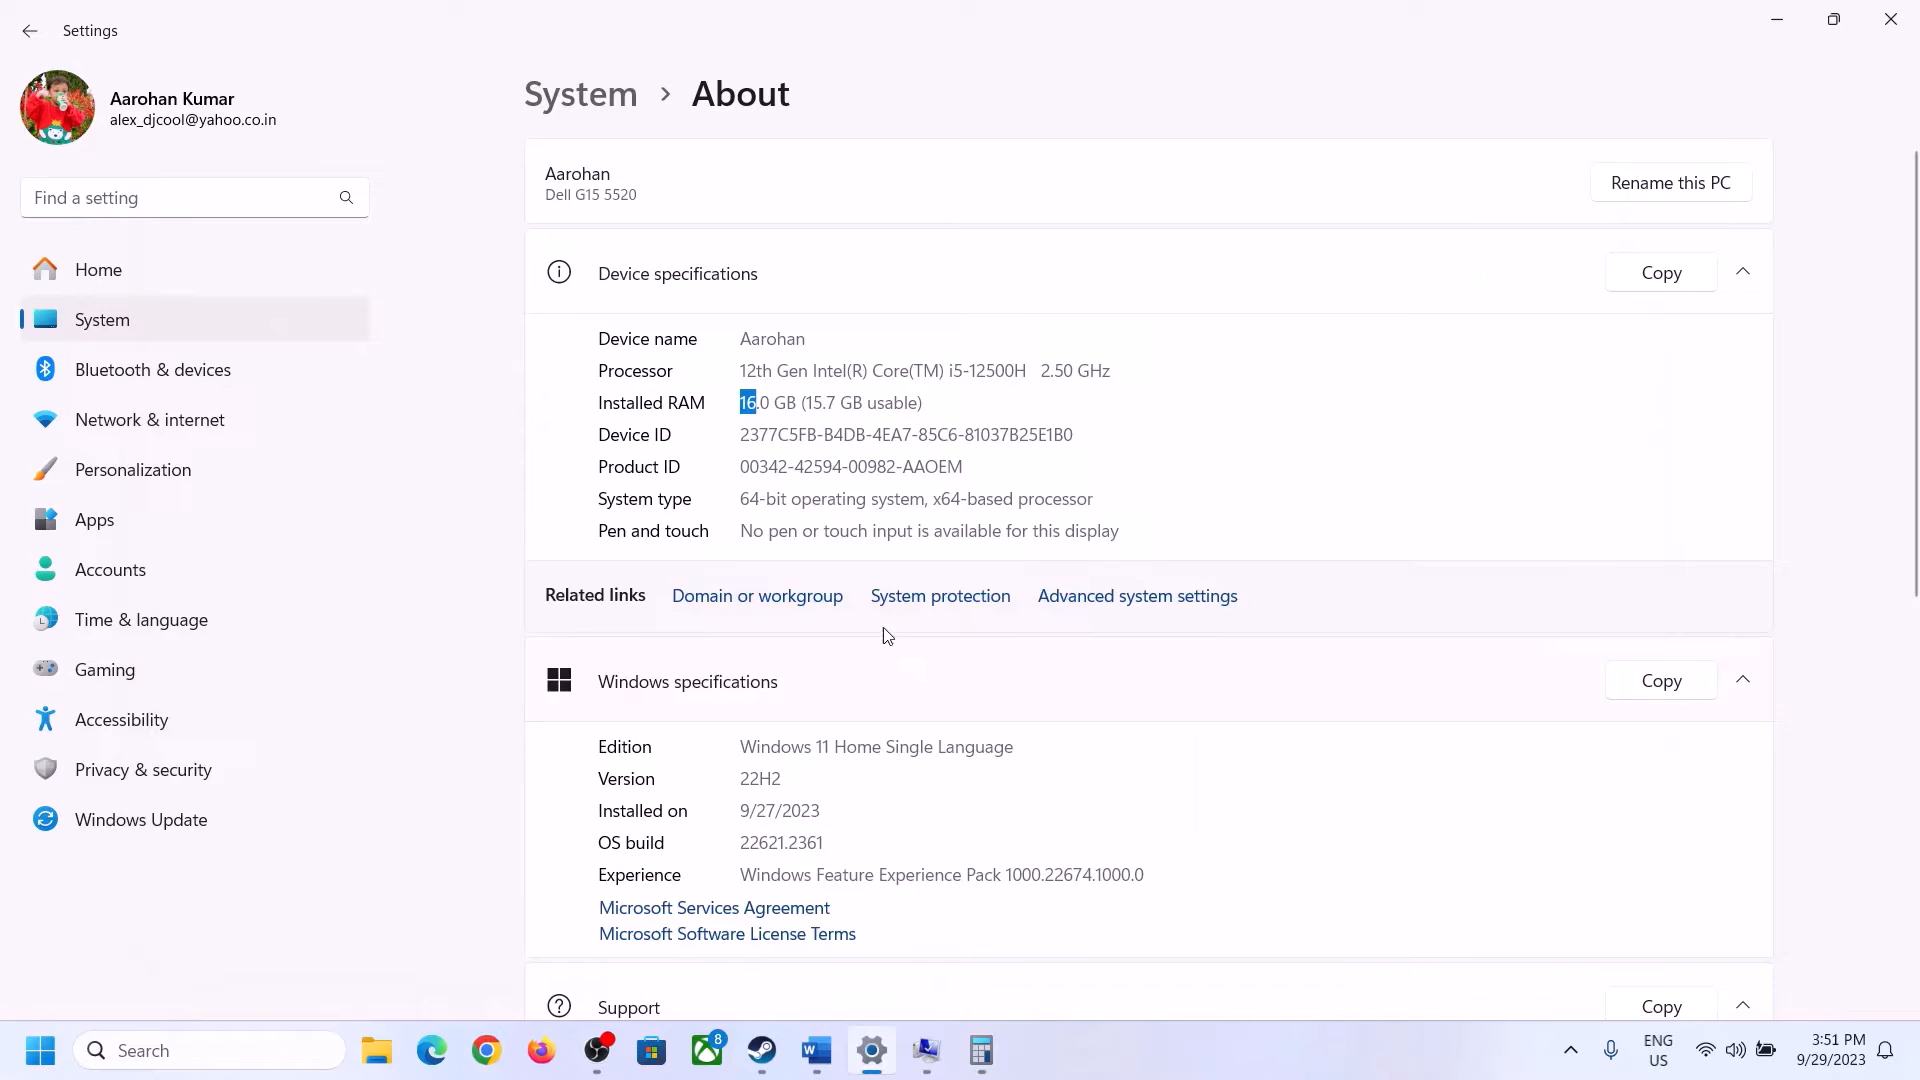 Settings
Aarohan Kumar
alex_djcool@yahoo.co.in
Find a setting
Home
System
Bluetooth & devices
Network & internet
Personalization
Apps
Accounts
Time & language
Gaming
Accessibility
Privacy & security
Windows Update
System > About
Aarohan
Dell G15 5520
Rename this PC
Device specifications
Copy
Device name Aarohan
Processor 12th Gen Intel(R) Core(TM) i5-12500H 2.50 GHz
Installed RAM 16.0 GB (15.7 GB usable)
Device ID 2377C5FB-B4DB-4EA7-85C6-81037B25E1B0
Product ID 00342-42594-00982-AAOEM
System type 64-bit operating system, x64-based processor
Pen and touch No pen or touch input is available for this display
Related links Domain or workgroup System protection Advanced system settings
Windows specifications
Copy
Edition Windows 11 Home Single Language
Version 22H2
Installed on 9/27/2023
OS build 22621.2361
Experience Windows Feature Experience Pack 1000.22674.1000.0
Microsoft Services Agreement
Microsoft Software License Terms
Support
Copy
Search
8
ENG
US
3:51 PM
9/29/2023